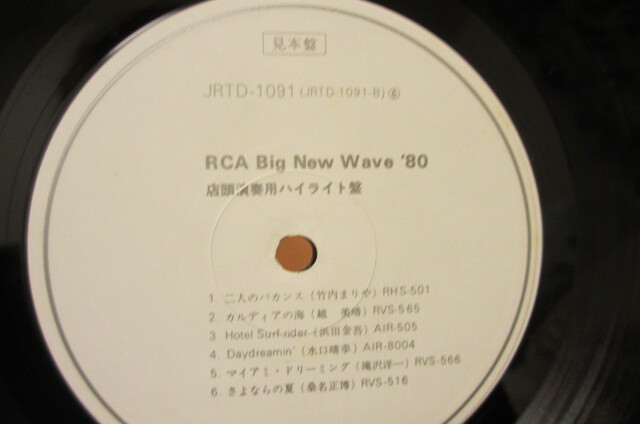 見本盤
JRTD-1091 (JRTD-1091-B) Ⓢ
RCA Big New Wave '80
店頭演奏用ハイライト盤
1. 二人のバカンス (竹内まりや) RHS-501
2. カルディアの海 (越 美晴) RVS-565
3 Hotel Surf-rider (浜田金吾) AIR-505
4. Daydreamin' (水口晴幸) AIR-8004
5. マイアミ・ドリーミング (滝沢洋一) RVS-566
6. さよならの夏 (桑名正博) RVS-516